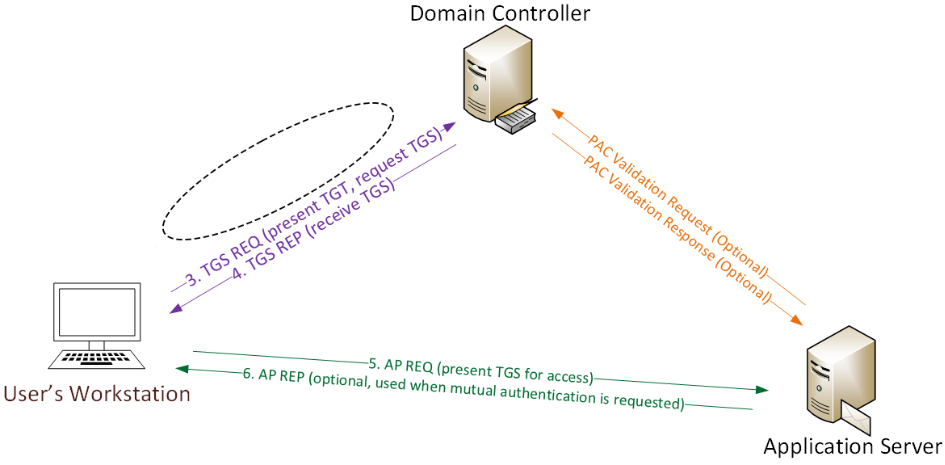 Domain Controller
3. TGS REQ (present TGT, request TGS)
4. TGS REP (receive TGS)
PAC Validation Request (Optional)
PAC Validation Response (Optional)
5. AP REQ (present TGS for access)
6. AP REP (optional, used when mutual authentication is requested)
User's Workstation
Application Server